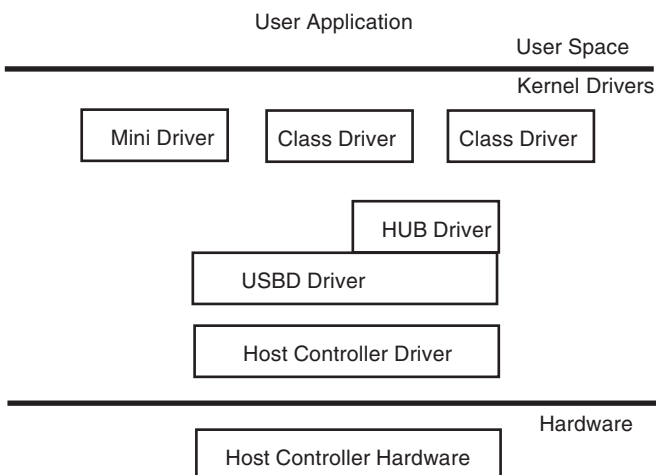 User Application
User Space
Kernel Drivers
Mini Driver
Class Driver
Class Driver
HUB Driver
USBD Driver
Host Controller Driver
Hardware
Host Controller Hardware